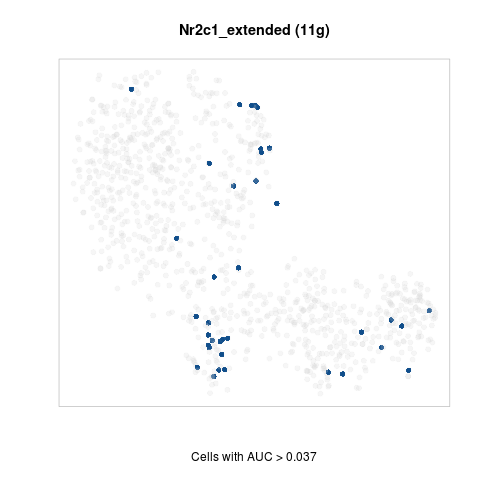 Nr2c1_extended (11g)
Cells with AUC > 0.037